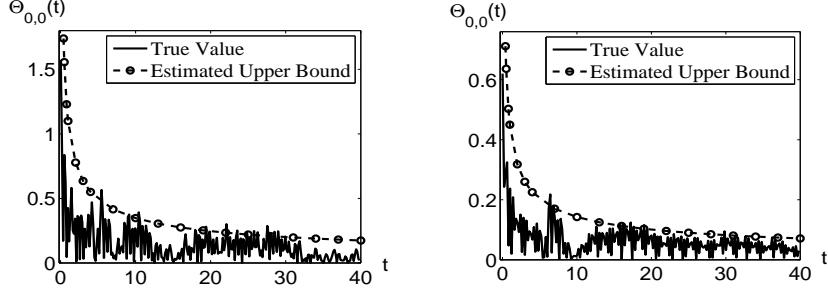 Θ0,0(t)
True Value
Estimated Upper Bound
1.5
1
0.5
0
0 10 20 30 40 t
Θ0,0(t)
True Value
Estimated Upper Bound
0.6
0.4
0.2
0.0
0 10 20 30 40 t